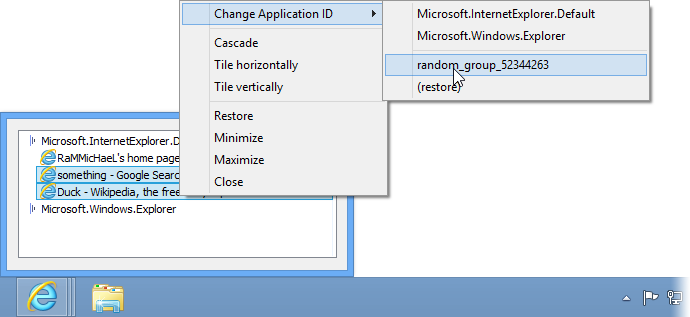 Change Application ID
Microsoft.InternetExplorer.Default
Microsoft.Windows.Explorer
random_group_52344263
(restore)
Cascade
Tile horizontally
Tile vertically
Restore
Minimize
Maximize
Close
Microsoft.InternetExplorer.D
RaMMicHaeL's home page
something - Google Searc
Duck - Wikipedia, the free
Microsoft.Windows.Explorer